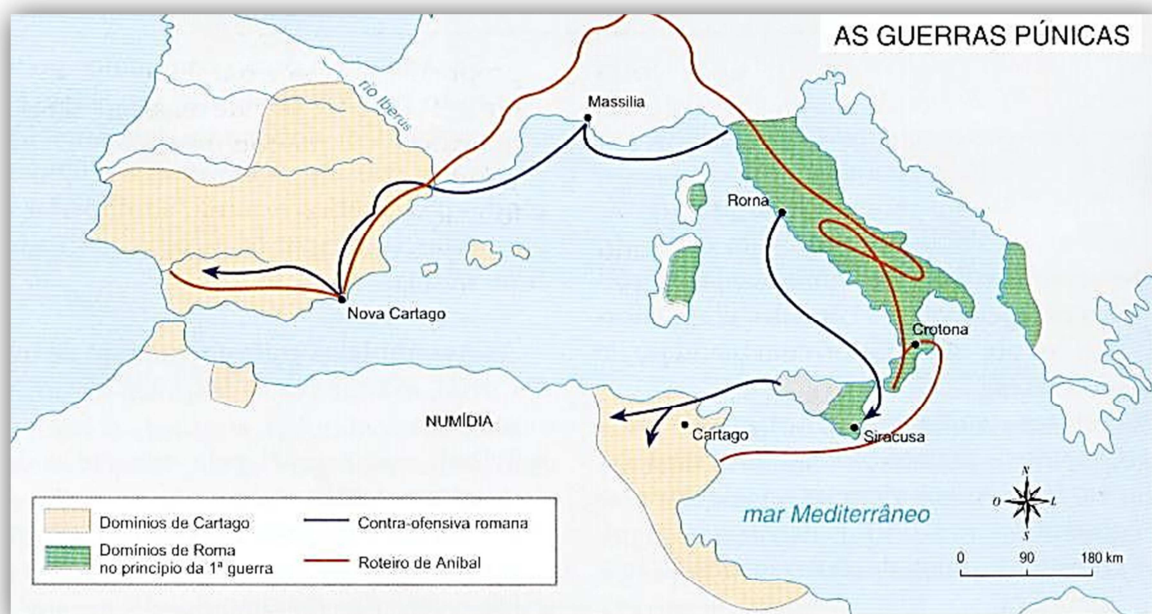 AS GUERRAS PÚNICAS
rio Iberus
Massilia
Roma
Nova Cartago
Crotona
NUMÍDIA
Cartago
Siracusa
mar Mediterrâneo
Domínios de Cartago
Domínios de Roma
no princípio da 1ª guerra
Contra-ofensiva romana
Roteiro de Aníbal
N
O L
S
0 90 180 km